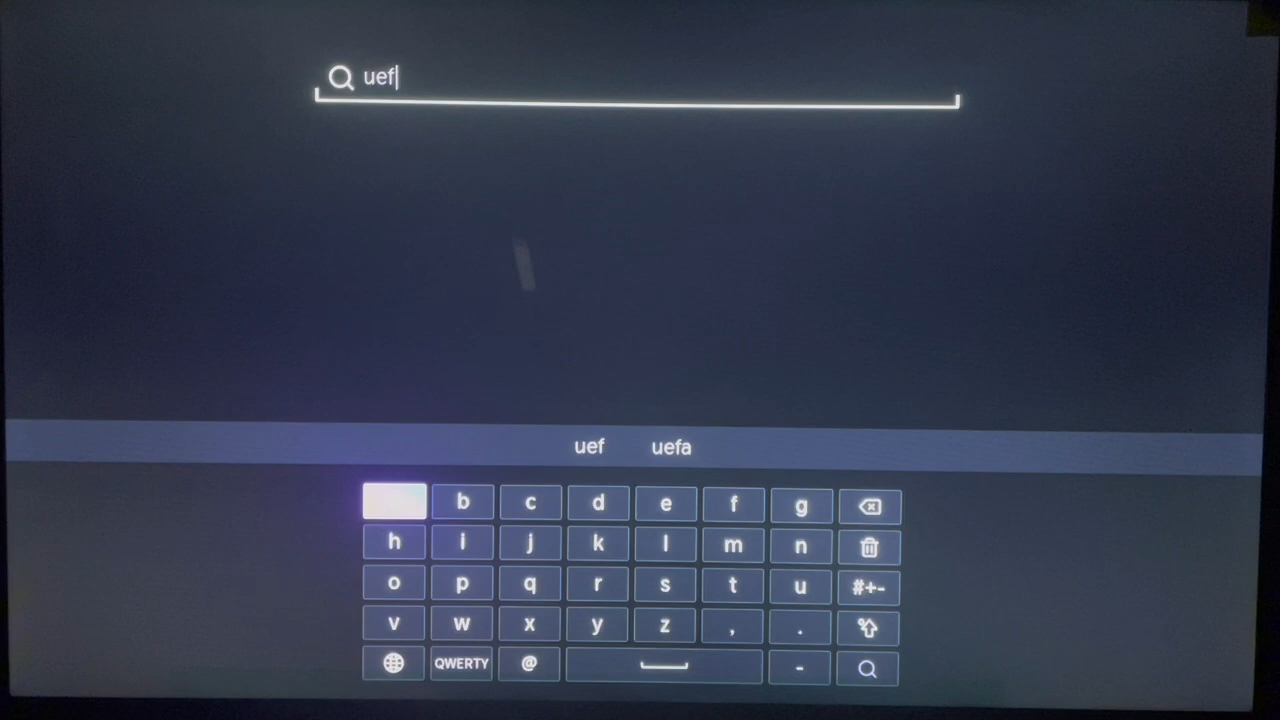 uef
uef uefa
b c d e f g
h i j k l m n
o p q r s t u #+-
v w x y z , .
QWERTY @ -